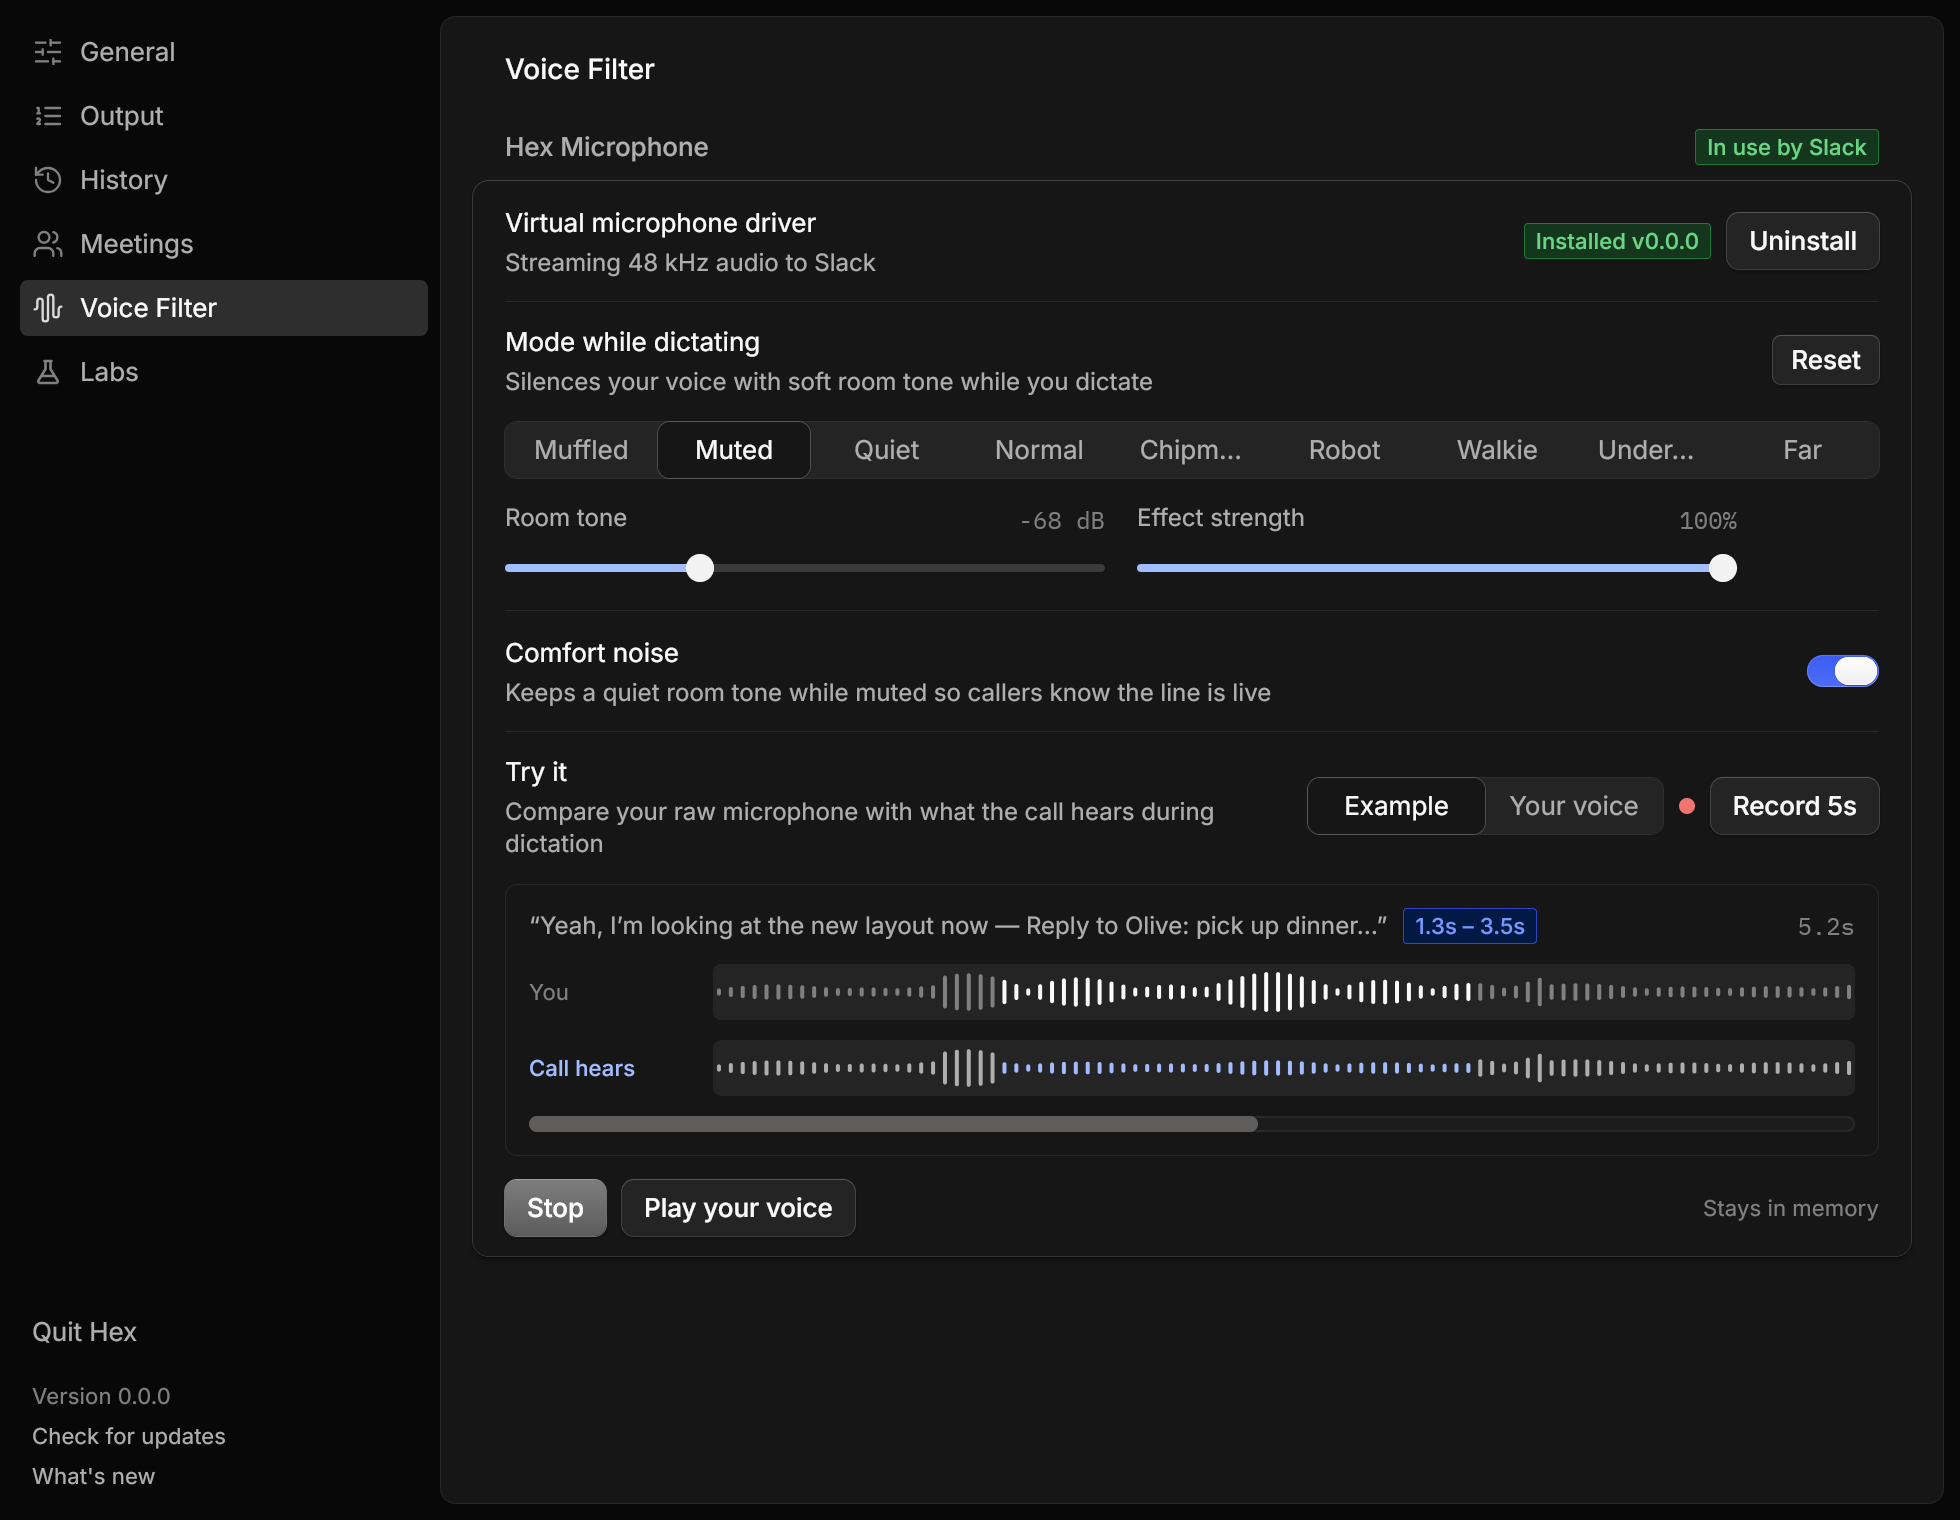 General
Output
History
Meetings
Voice Filter
Labs
Quit Hex
Version 0.0.0
Check for updates
What's new
Voice Filter
Hex Microphone
In use by Slack
Virtual microphone driver
Streaming 48 kHz audio to Slack
Installed v0.0.0
Uninstall
Mode while dictating
Silences your voice with soft room tone while you dictate
Reset
Muffled Muted Quiet Normal Chipm... Robot Walkie Under... Far
Room tone -68 dB Effect strength 100%
Comfort noise
Keeps a quiet room tone while muted so callers know the line is live
Try it
Compare your raw microphone with what the call hears during
dictation
Example Your voice Record 5s
“Yeah, I’m looking at the new layout now — Reply to Olive: pick up dinner...” 1.3s – 3.5s 5.2s
You
Call hears
Stop Play your voice Stays in memory